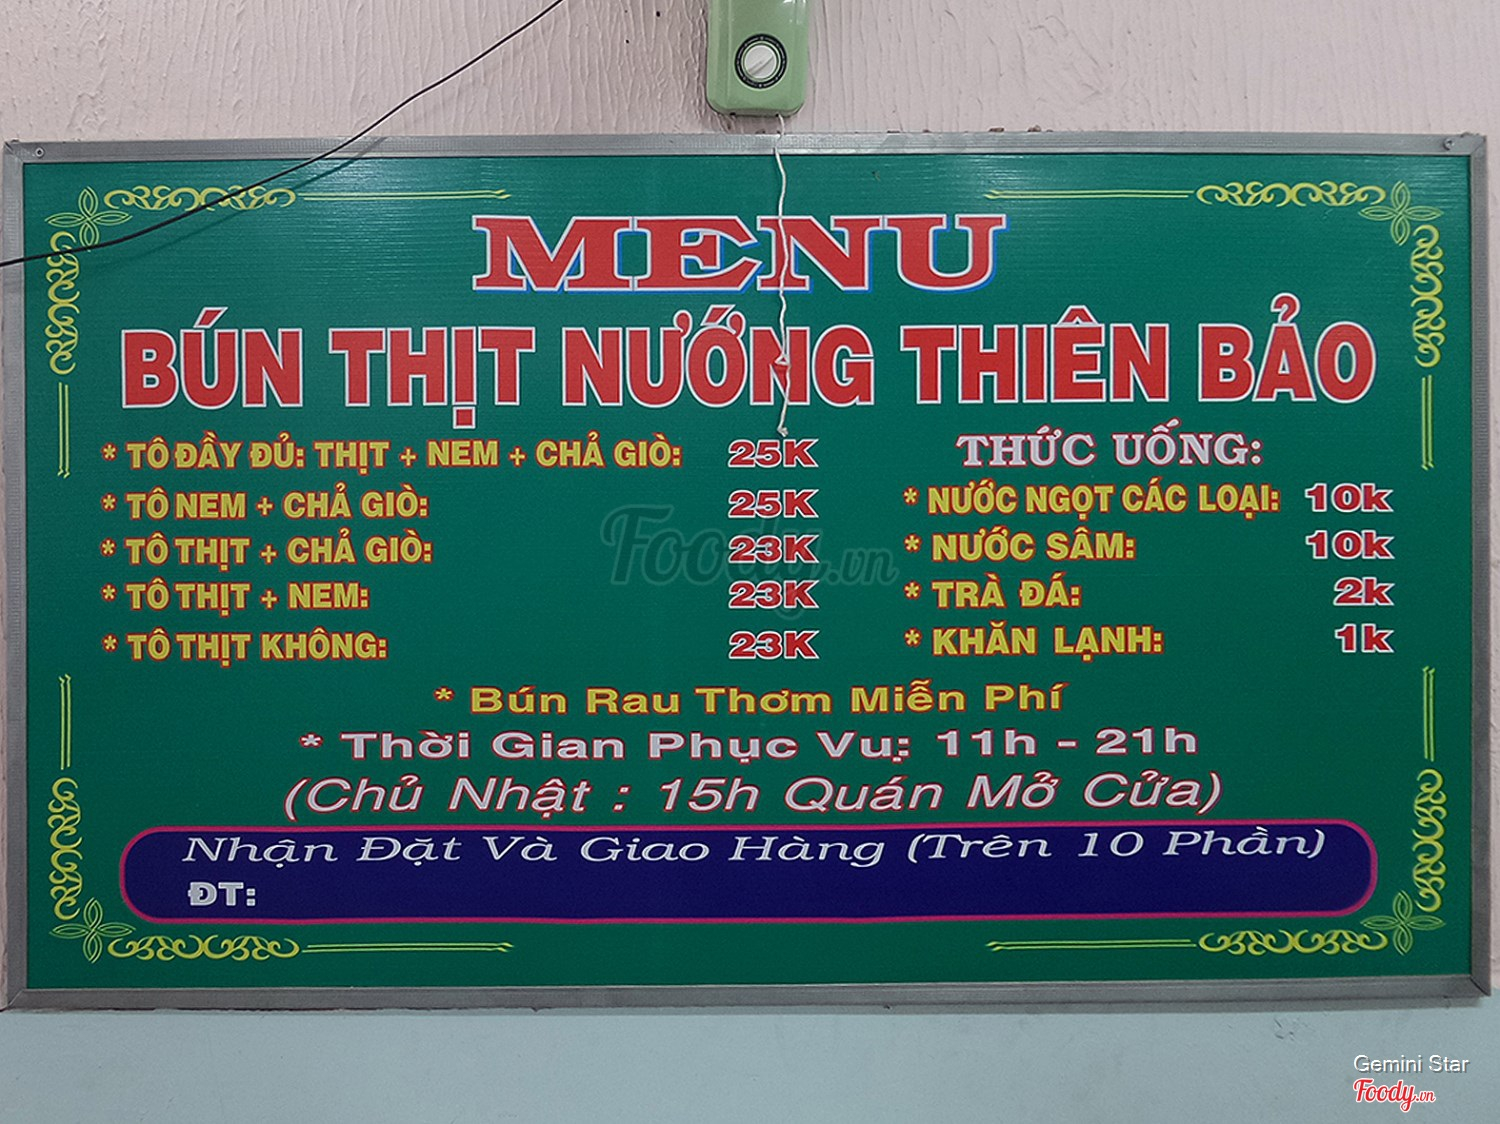 MENU
BÚN THỊT NƯỚNG THIÊN BẢO
* TÔ ĐẦY ĐỦ: THỊT + NEM + CHẢ GIÒ: 25K
* TÔ NEM + CHẢ GIÒ: 25K
* TÔ THỊT + CHẢ GIÒ: 23K
* TÔ THỊT + NEM: 23K
* TÔ THỊT KHÔNG: 23K
THỨC UỐNG:
* NƯỚC NGỌT CÁC LOẠI: 10k
* NƯỚC SÂM: 10k
* TRÀ ĐÁ: 2k
* KHĂN LẠNH: 1k
* Bún Rau Thơm Miễn Phí
* Thời Gian Phục Vụ: 11h - 21h
(Chủ Nhật : 15h Quán Mở Cửa)
Nhận Đặt Và Giao Hàng (Trên 10 Phần)
ĐT:
Foody.vn
Gemini Star
Foody.vn